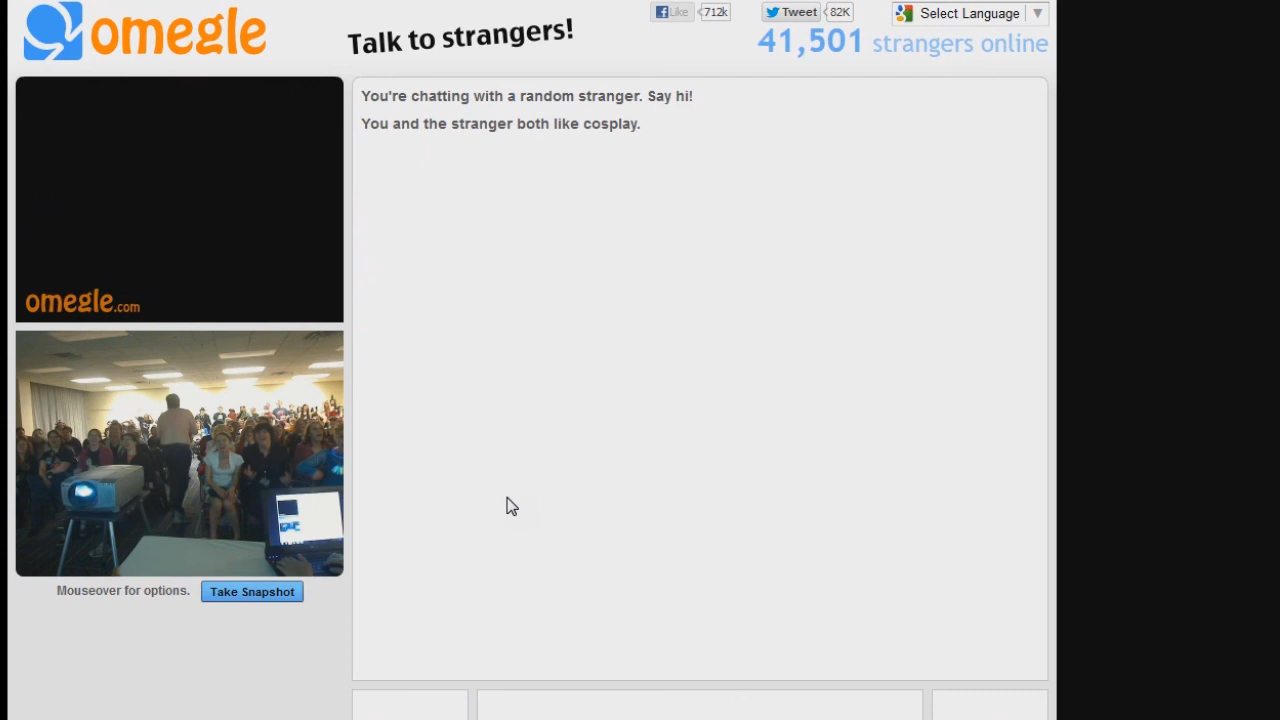 omegle
Talk to strangers!
Like 712k
Tweet 82K
Select Language
41,501 strangers online
You're chatting with a random stranger. Say hi!
You and the stranger both like cosplay.
omegle.com
Mouseover for options.
Take Snapshot